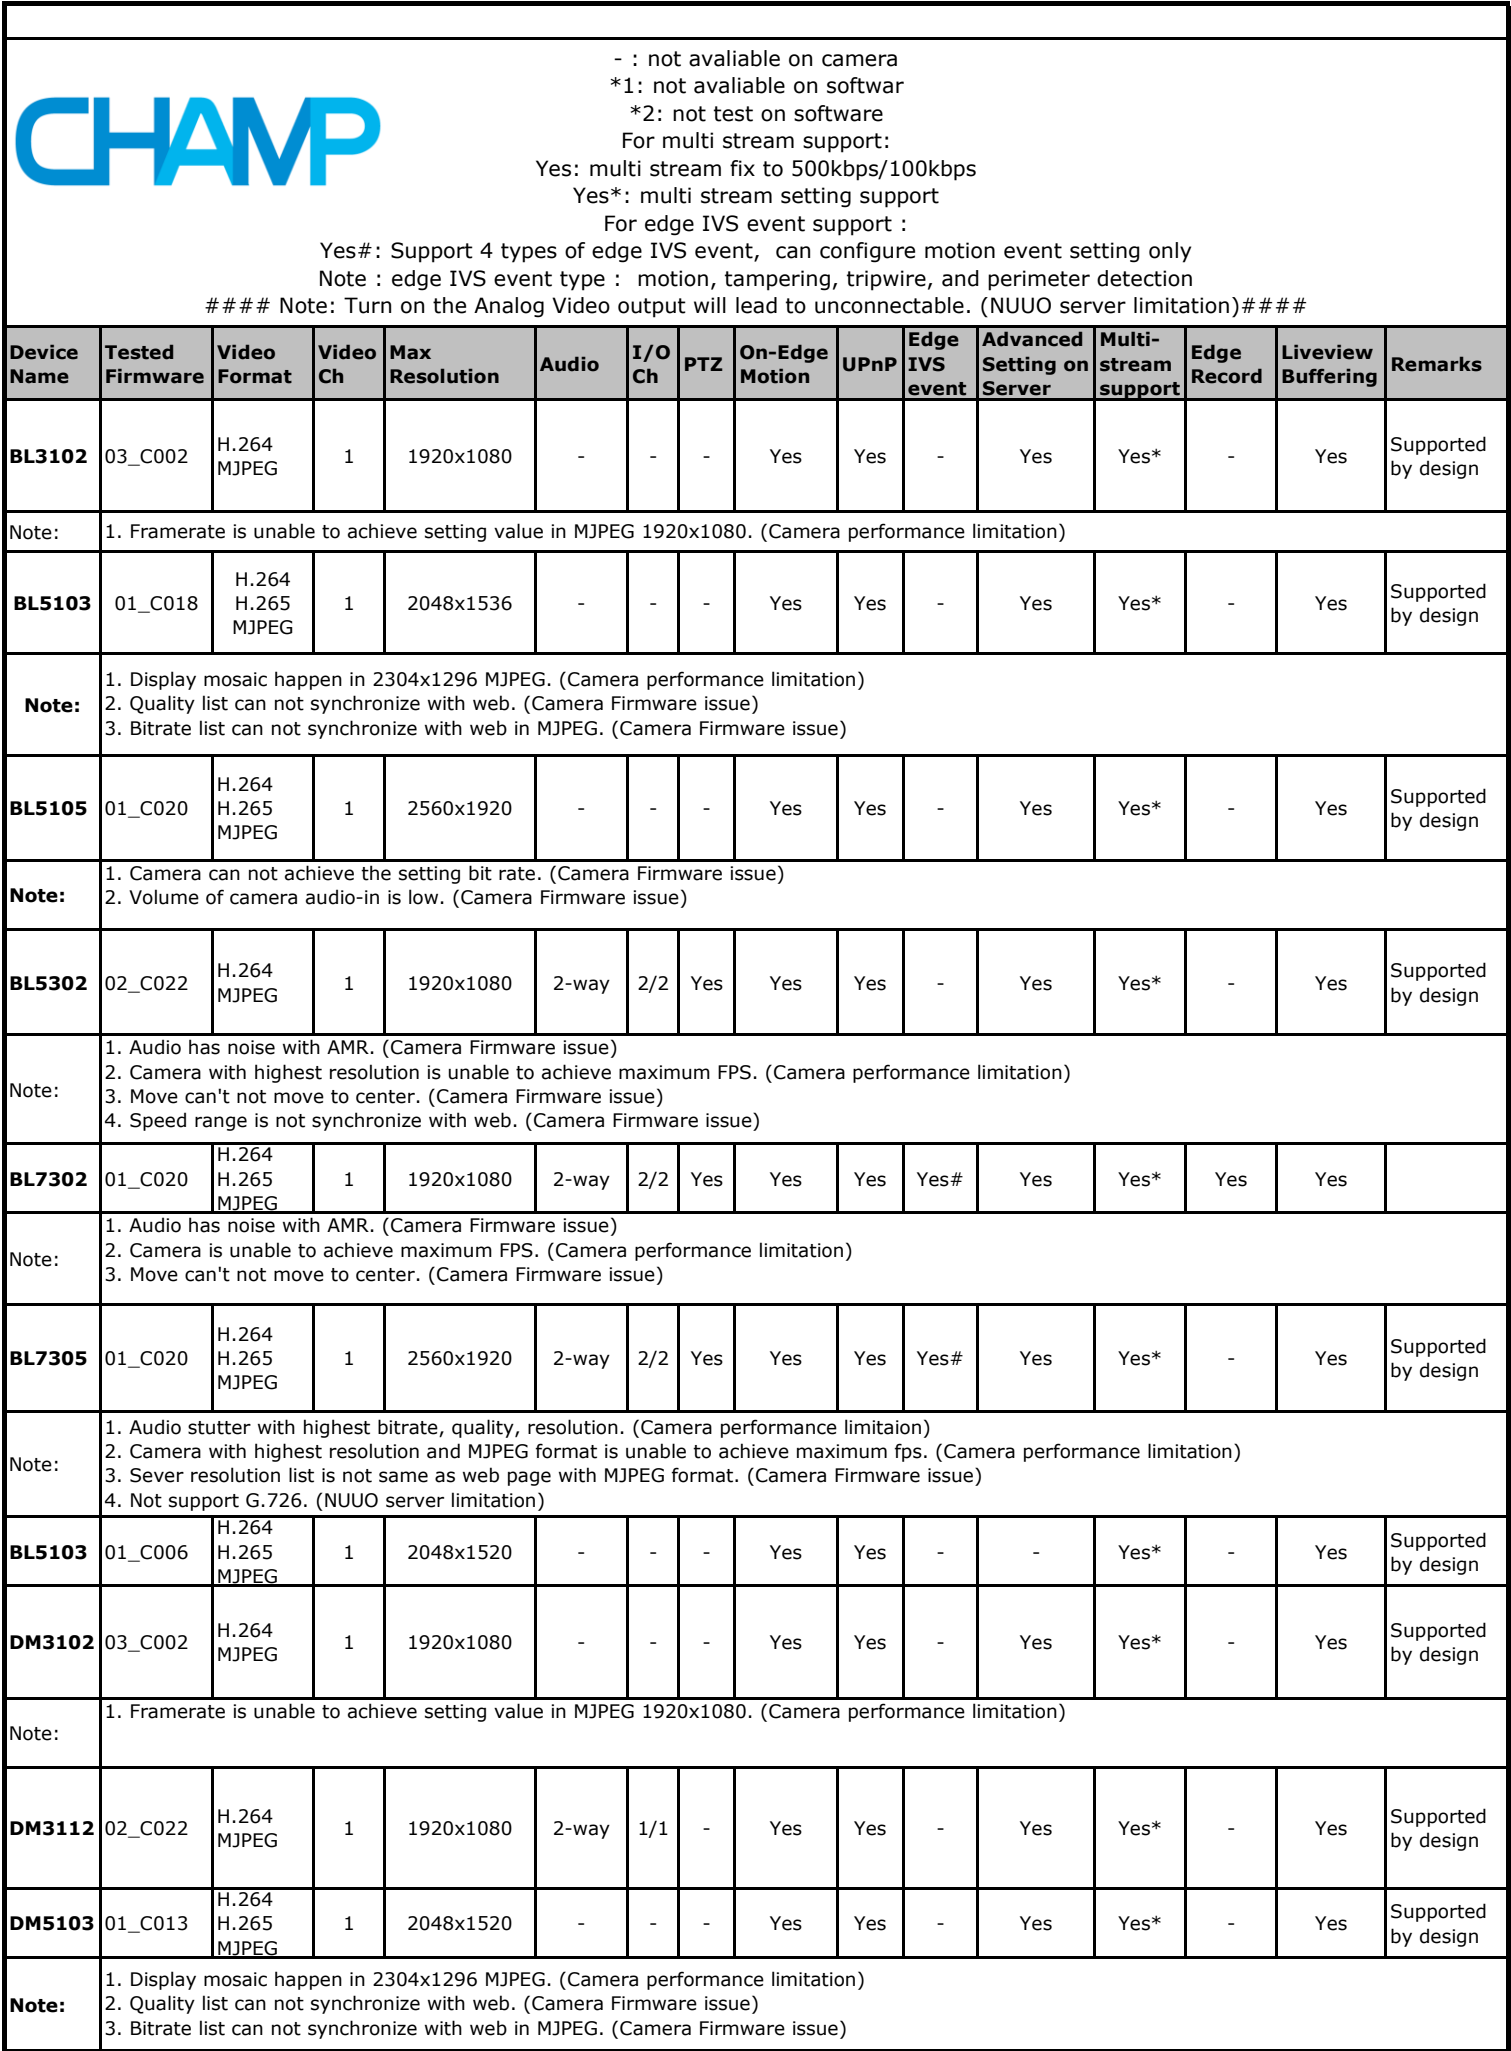 CHAMP
- : not avaliable on camera
*1: not avaliable on softwar
*2: not test on software
For multi stream support:
Yes: multi stream fix to 500kbps/100kbps
Yes*: multi stream setting support
For edge IVS event support :
Yes#: Support 4 types of edge IVS event, can configure motion event setting only
Note : edge IVS event type : motion, tampering, tripwire, and perimeter detection
#### Note: Turn on the Analog Video output will lead to unconnectable. (NUUO server limitation)####
Device Name Tested Firmware Video Format Video Ch Max Resolution Audio I/O Ch PTZ On-Edge Motion UPnP Edge IVS event Advanced Setting on Server Multi-stream support Edge Record Liveview Buffering Remarks
BL3102 03_C002 H.264 MJPEG 1 1920x1080 - - - Yes Yes - Yes Yes* - Yes Supported by design
Note: 1. Framerate is unable to achieve setting value in MJPEG 1920x1080. (Camera performance limitation)
BL5103 01_C018 H.264 H.265 MJPEG 1 2048x1536 - - - Yes Yes - Yes Yes* - Yes Supported by design
Note: 1. Display mosaic happen in 2304x1296 MJPEG. (Camera performance limitation)
2. Quality list can not synchronize with web. (Camera Firmware issue)
3. Bitrate list can not synchronize with web in MJPEG. (Camera Firmware issue)
BL5105 01_C020 H.264 H.265 MJPEG 1 2560x1920 - - - Yes Yes - Yes Yes* - Yes Supported by design
Note: 1. Camera can not achieve the setting bit rate. (Camera Firmware issue)
2. Volume of camera audio-in is low. (Camera Firmware issue)
BL5302 02_C022 H.264 MJPEG 1 1920x1080 2-way 2/2 Yes Yes Yes - Yes Yes* - Yes Supported by design
Note: 1. Audio has noise with AMR. (Camera Firmware issue)
2. Camera with highest resolution is unable to achieve maximum FPS. (Camera performance limitation)
3. Move can't not move to center. (Camera Firmware issue)
4. Speed range is not synchronize with web. (Camera Firmware issue)
BL7302 01_C020 H.264 H.265 MJPEG 1 1920x1080 2-way 2/2 Yes Yes Yes Yes# Yes Yes* Yes Yes
Note: 1. Audio has noise with AMR. (Camera Firmware issue)
2. Camera is unable to achieve maximum FPS. (Camera performance limitation)
3. Move can't not move to center. (Camera Firmware issue)
BL7305 01_C020 H.264 H.265 MJPEG 1 2560x1920 2-way 2/2 Yes Yes Yes Yes# Yes Yes* - Yes Supported by design
Note: 1. Audio stutter with highest bitrate, quality, resolution. (Camera performance limitaion)
2. Camera with highest resolution and MJPEG format is unable to achieve maximum fps. (Camera performance limitation)
3. Sever resolution list is not same as web page with MJPEG format. (Camera Firmware issue)
4. Not support G.726. (NUUO server limitation)
BL5103 01_C006 H.264 H.265 MJPEG 1 2048x1520 - - - Yes Yes - - Yes* - Yes Supported by design
DM3102 03_C002 H.264 MJPEG 1 1920x1080 - - - Yes Yes - Yes Yes* - Yes Supported by design
Note: 1. Framerate is unable to achieve setting value in MJPEG 1920x1080. (Camera performance limitation)
DM3112 02_C022 H.264 MJPEG 1 1920x1080 2-way 1/1 - Yes Yes - Yes Yes* - Yes Supported by design
DM5103 01_C013 H.264 H.265 MJPEG 1 2048x1520 - - - Yes Yes - Yes Yes* - Yes Supported by design
Note: 1. Display mosaic happen in 2304x1296 MJPEG. (Camera performance limitation)
2. Quality list can not synchronize with web. (Camera Firmware issue)
3. Bitrate list can not synchronize with web in MJPEG. (Camera Firmware issue)